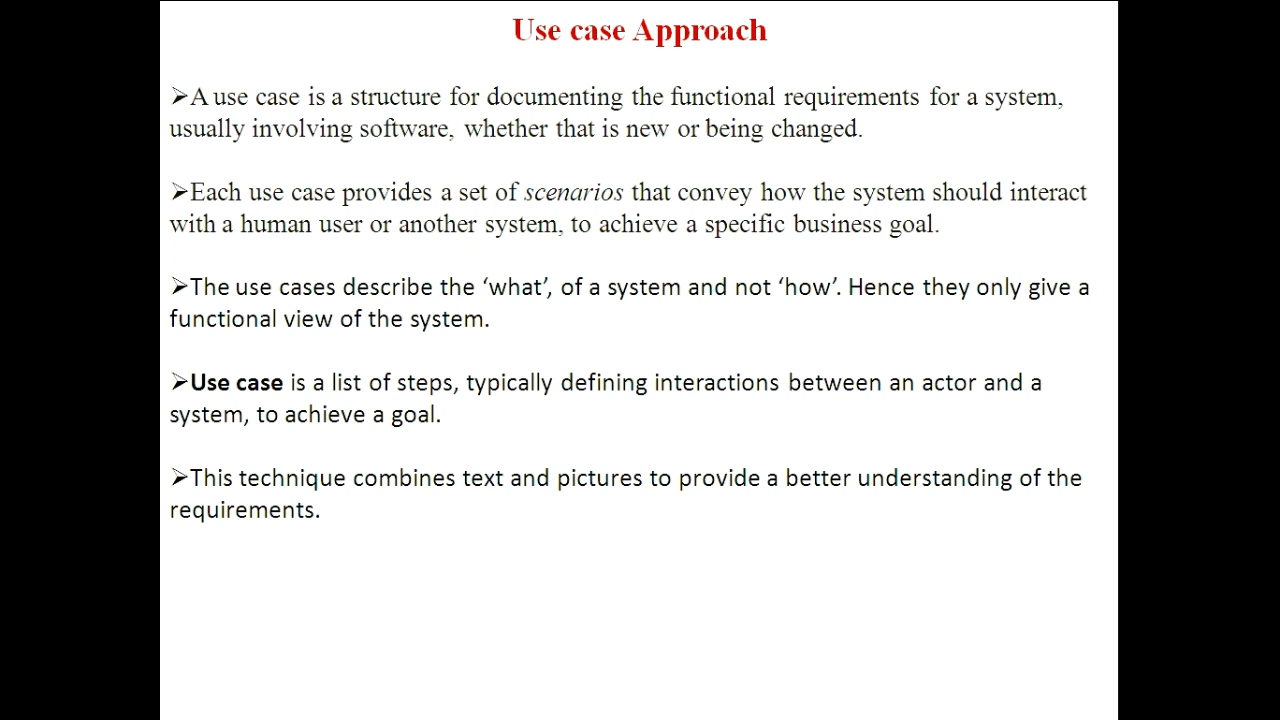 Use case Approach
➢A use case is a structure for documenting the functional requirements for a system,
usually involving software, whether that is new or being changed.
➢Each use case provides a set of scenarios that convey how the system should interact
with a human user or another system, to achieve a specific business goal.
➢The use cases describe the ‘what’, of a system and not ‘how’. Hence they only give a
functional view of the system.
➢Use case is a list of steps, typically defining interactions between an actor and a
system, to achieve a goal.
➢This technique combines text and pictures to provide a better understanding of the
requirements.